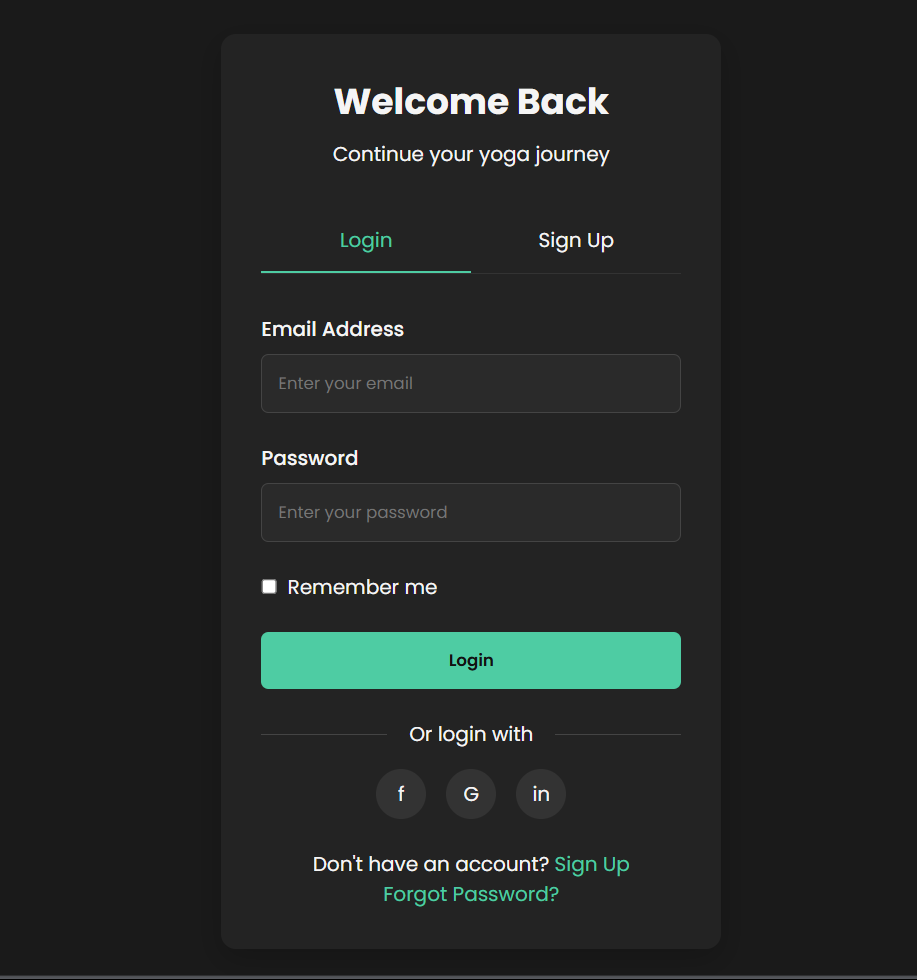 Welcome Back
Continue your yoga journey
Login Sign Up
Email Address
Enter your email
Password
Enter your password
Remember me
Login
Or login with
f G in
Don't have an account? Sign Up
Forgot Password?